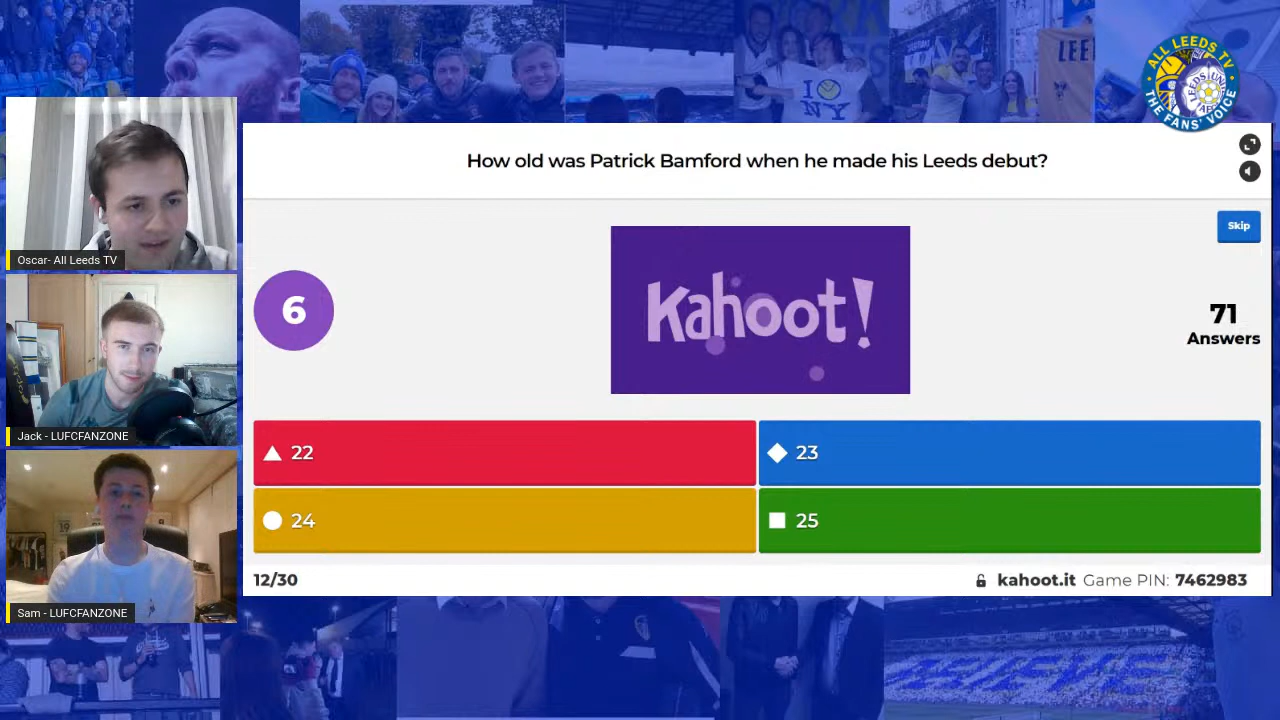 I
NY
LEE
ALL LEEDS TV
THE FANS' VOICE
How old was Patrick Bamford when he made his Leeds debut?
Skip
Oscar- All Leeds TV
6
Kahoot!
71
Answers
Jack - LUFCFANZONE
22
23
24
25
12/30
kahoot.it Game PIN: 7462983
Sam - LUFCFANZONE